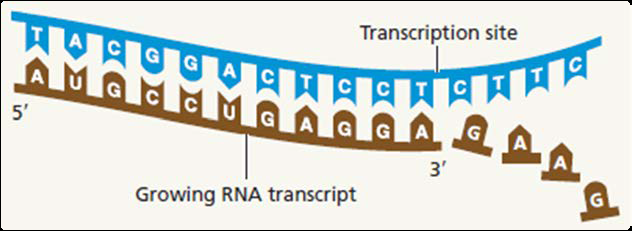 Transcription site
T A C G G A C T C C T C T T C
A U G C C U G A G G A G A A G
5′
3′
Growing RNA transcript